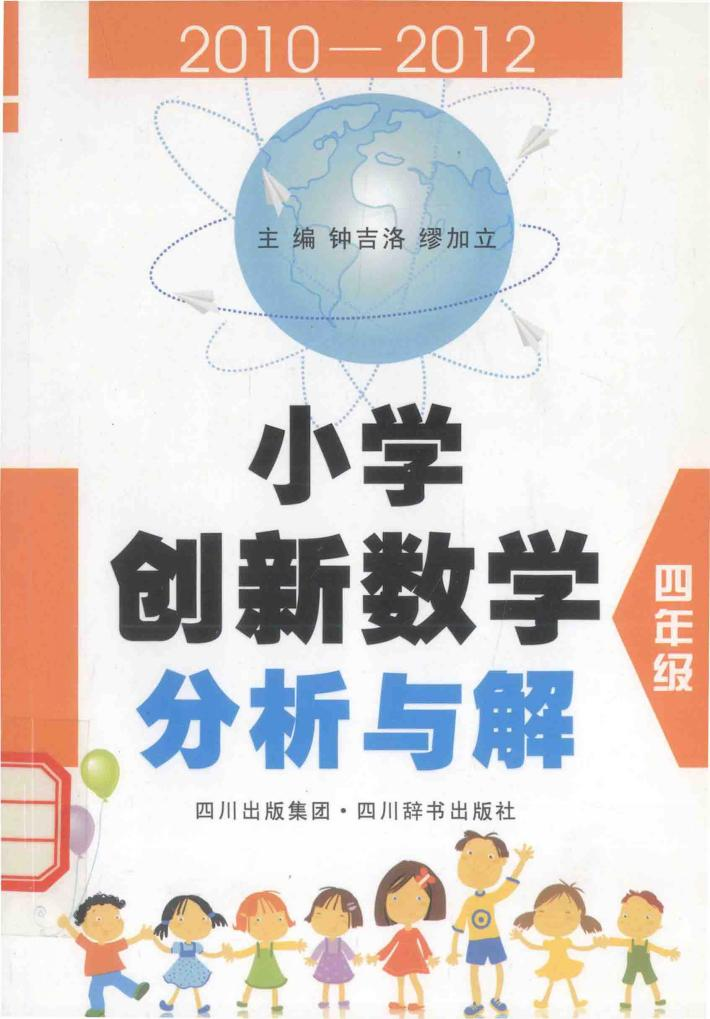 2010—2012
主 编 钟吉洛 缪加立
小学
创新数学
分析与解
四年级
四川出版集团·四川辞书出版社